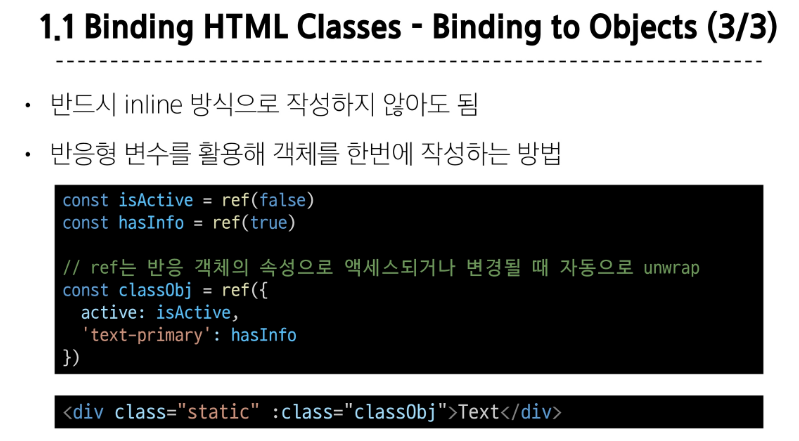 1.1 Binding HTML Classes - Binding to Objects (3/3)
• 반드시 inline 방식으로 작성하지 않아도 됨
• 반응형 변수를 활용해 객체를 한번에 작성하는 방법
const isActive = ref(false)
const hasInfo = ref(true)
// ref는 반응 객체의 속성으로 액세스되거나 변경될 때 자동으로 unwrap
const classObj = ref({
  active: isActive,
  'text-primary': hasInfo
})
<div class="static" :class="classObj">Text</div>